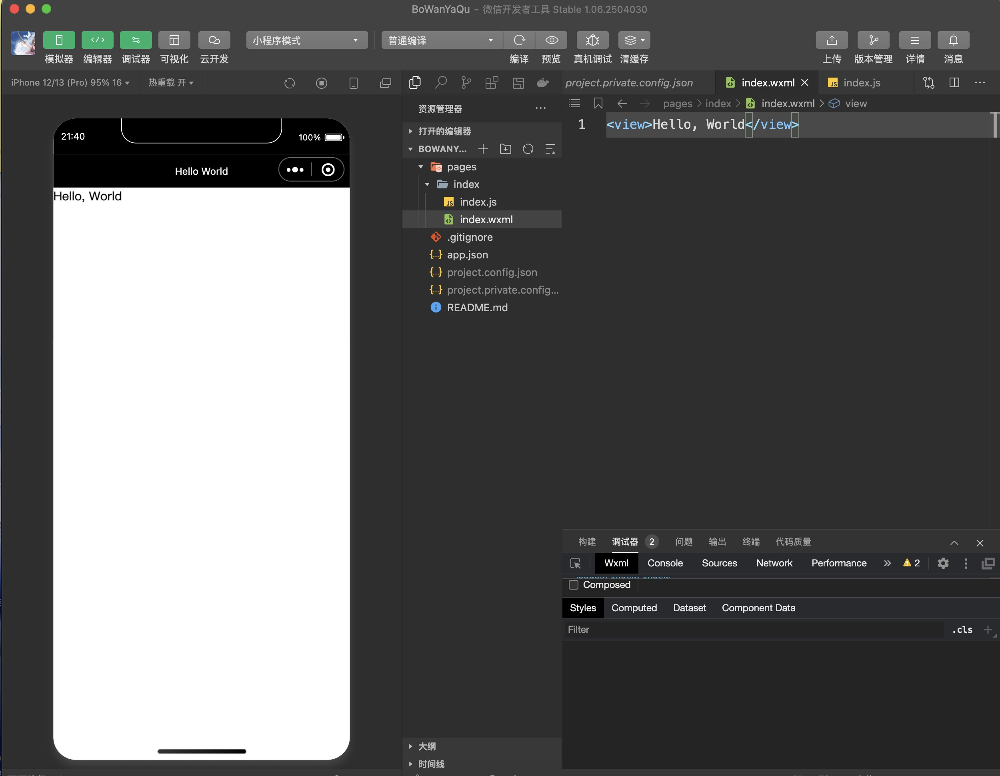 BoWanYaQu - 微信开发者工具 Stable 1.06.2504030
小程序模式
普通编译
模拟器 编辑器 调试器 可视化 云开发
编译 预览 真机调试 清缓存
上传 版本管理 详情 消息
iPhone 12/13 (Pro) 95% 16
热重载 开
project.private.config.json
index.wxml
JS index.js
21:40
100%
Hello World
Hello, World
资源管理器
打开的编辑器
BOWANY...
pages
index
JS index.js
index.wxml
.gitignore
{...} app.json
{...} project.config.json
{...} project.private.config...
README.md
大纲
时间线
pages > index > index.wxml > view
1 <view>Hello, World</view>
构建 调试器 2 问题 输出 终端 代码质量
Wxml Console Sources Network Performance 2
Composed
Styles Computed Dataset Component Data
Filter
.cls